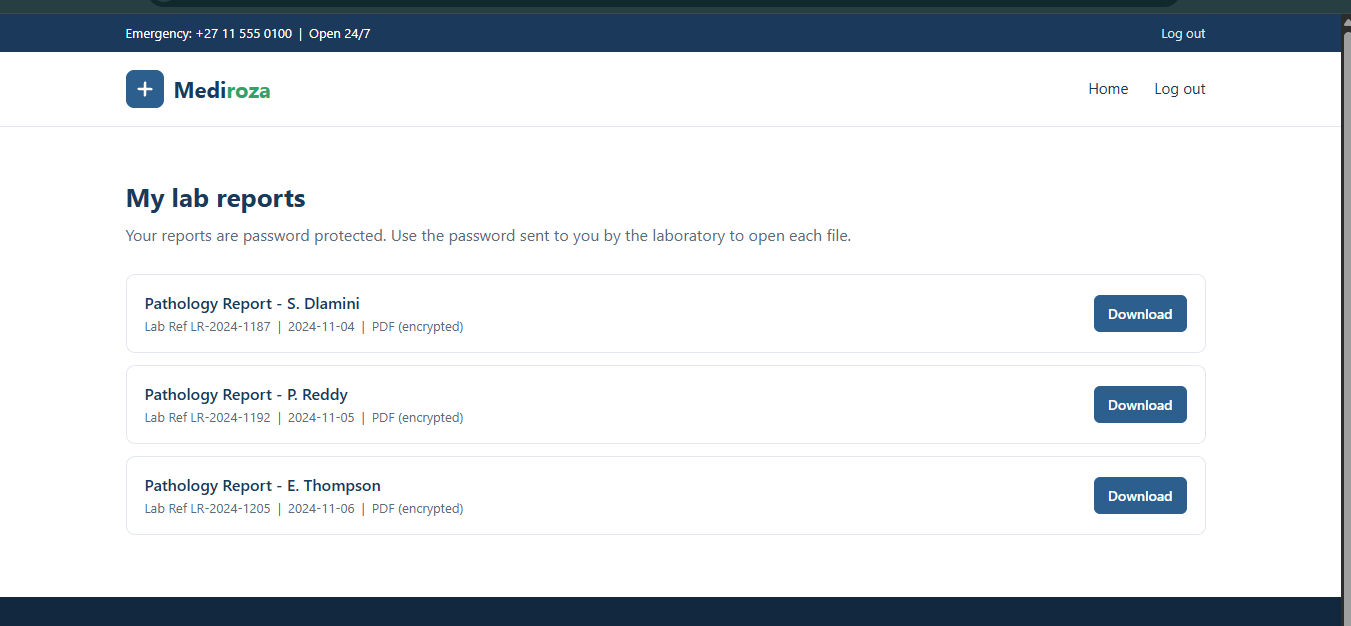 Emergency: +27 11 555 0100 | Open 24/7 Log out
Mediroza Home Log out
My lab reports
Your reports are password protected. Use the password sent to you by the laboratory to open each file.
Pathology Report - S. Dlamini
Lab Ref LR-2024-1187 | 2024-11-04 | PDF (encrypted)
Download
Pathology Report - P. Reddy
Lab Ref LR-2024-1192 | 2024-11-05 | PDF (encrypted)
Download
Pathology Report - E. Thompson
Lab Ref LR-2024-1205 | 2024-11-06 | PDF (encrypted)
Download